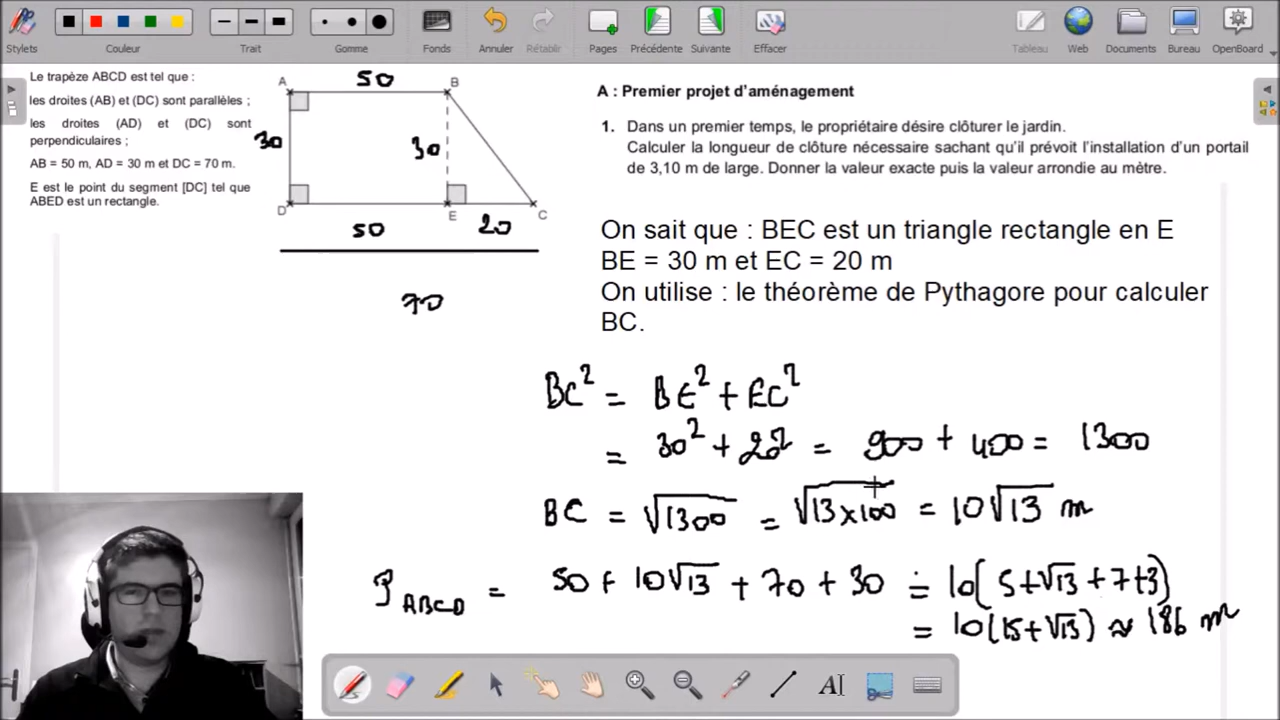 Stylets Couleur Trait Gomme Fonds Annuler Rétablir Pages Précédente Suivante Effacer Tableau Web Documents Bureau OpenBoard
Le trapèze ABCD est tel que :
les droites (AB) et (DC) sont parallèles ;
les droites (AD) et (DC) sont
perpendiculaires ;
AB = 50 m, AD = 30 m et DC = 70 m.
E est le point du segment [DC] tel que
ABED est un rectangle.
A 50 B
30 30
D E C
50 20
70
A : Premier projet d'aménagement
1. Dans un premier temps, le propriétaire désire clôturer le jardin.
Calculer la longueur de clôture nécessaire sachant qu'il prévoit l'installation d'un portail
de 3,10 m de large. Donner la valeur exacte puis la valeur arrondie au mètre.
On sait que : BEC est un triangle rectangle en E
BE = 30 m et EC = 20 m
On utilise : le théorème de Pythagore pour calculer
BC.
BC² = BE² + EC²
= 30² + 20² = 900 + 400 = 1300
BC = √1300 = √13×100 = 10√13 m
P ABCD = 50 + 10√13 + 70 + 30 = 10(5+√13+7+3)
= 10(15+√13) ≈ 186 m
AI